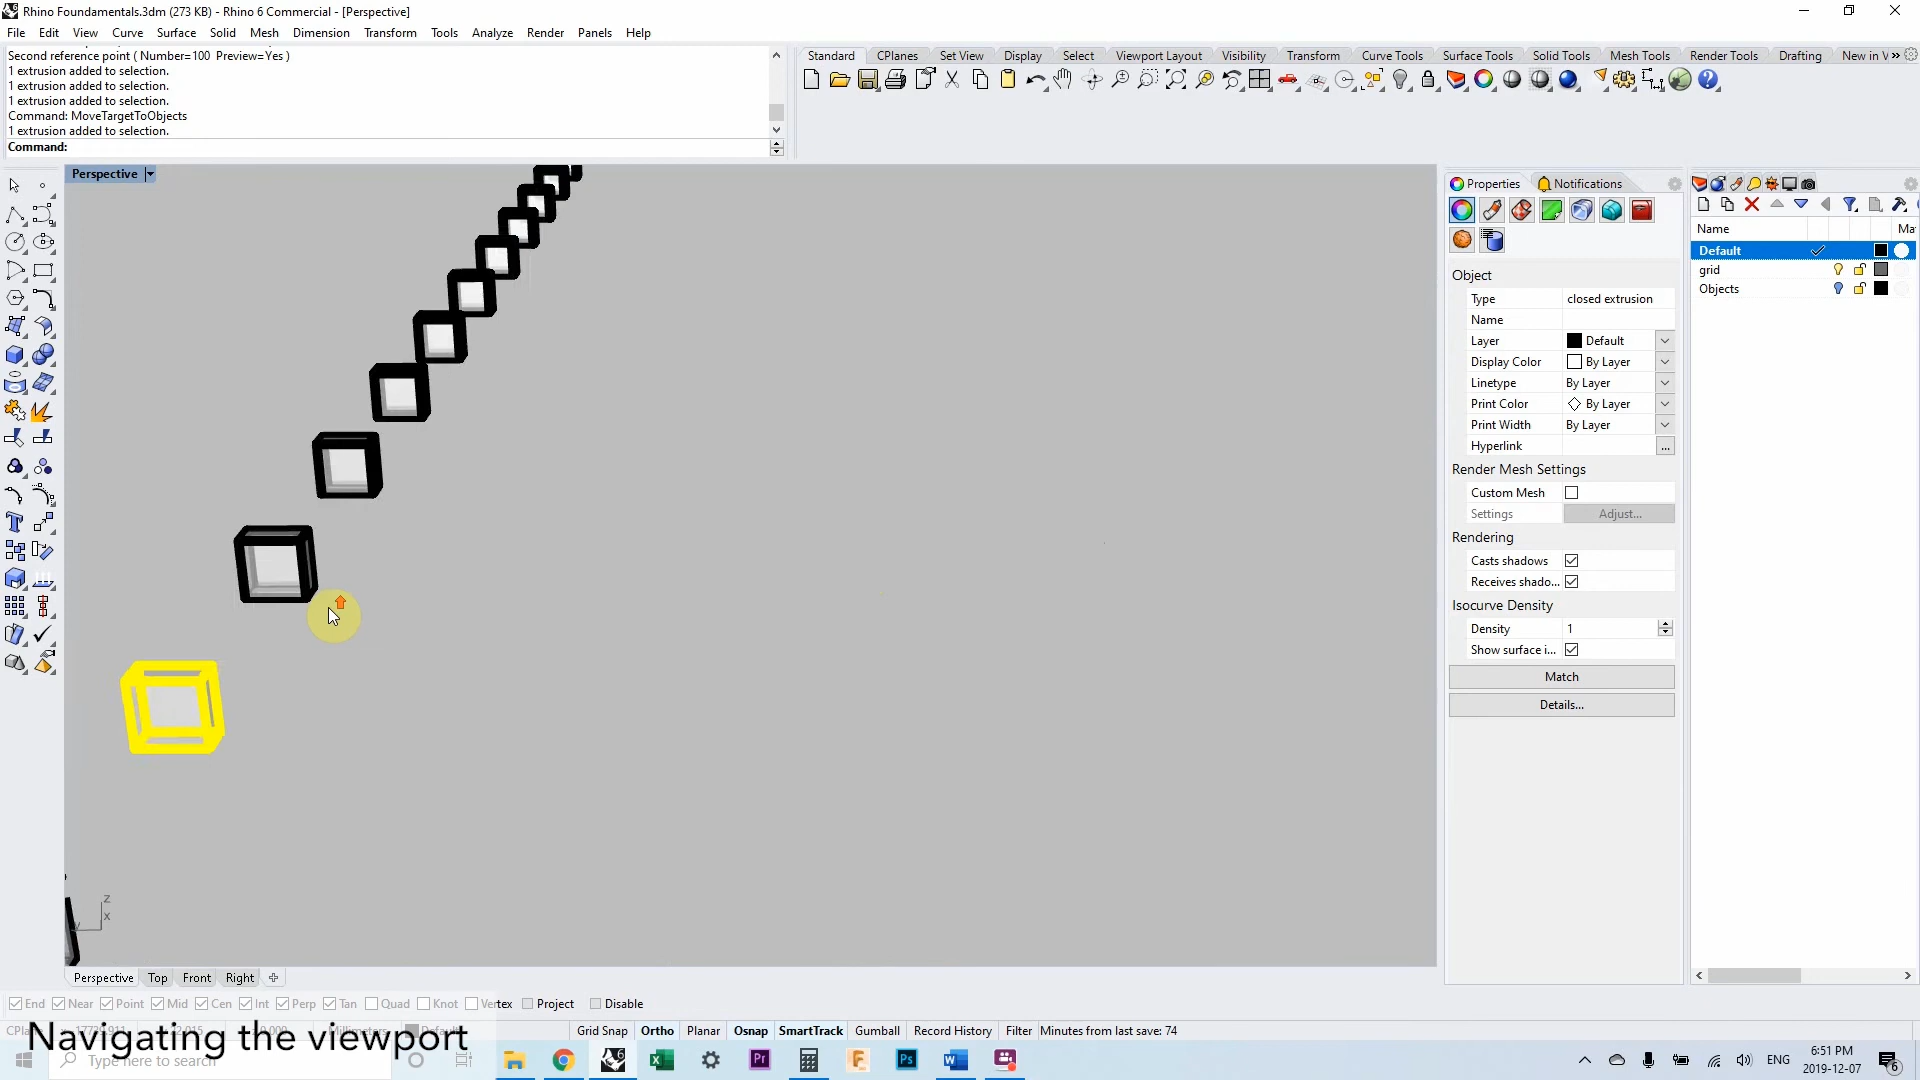 Rhino Foundamentals.3dm (273 KB) - Rhino 6 Commercial - [Perspective]
File Edit View Curve Surface Solid Mesh Dimension Transform Tools Analyze Render Panels Help
Second reference point ( Number=100 Preview=Yes )
1 extrusion added to selection.
1 extrusion added to selection.
1 extrusion added to selection.
Command: MoveTargetToObjects
1 extrusion added to selection.
Command:
Standard CPlanes Set View Display Select Viewport Layout Visibility Transform Curve Tools Surface Tools Solid Tools Mesh Tools Render Tools Drafting New in V
Perspective
Properties Notifications
Object
Type closed extrusion
Name
Layer Default
Display Color By Layer
Linetype By Layer
Print Color By Layer
Print Width By Layer
Hyperlink ...
Render Mesh Settings
Custom Mesh
Settings Adjust...
Rendering
Casts shadows
Receives shado...
Isocurve Density
Density 1
Show surface i...
Match
Details...
Name Ma
Default
grid
Objects
z
x
Perspective Top Front Right
End Near Point Mid Cen Int Perp Tan Quad Knot Vertex Project Disable
Grid Snap Ortho Planar Osnap SmartTrack Gumball Record History Filter Minutes from last save: 74
Navigating the viewport
Type here to search
ENG
6:51 PM
2019-12-07
6